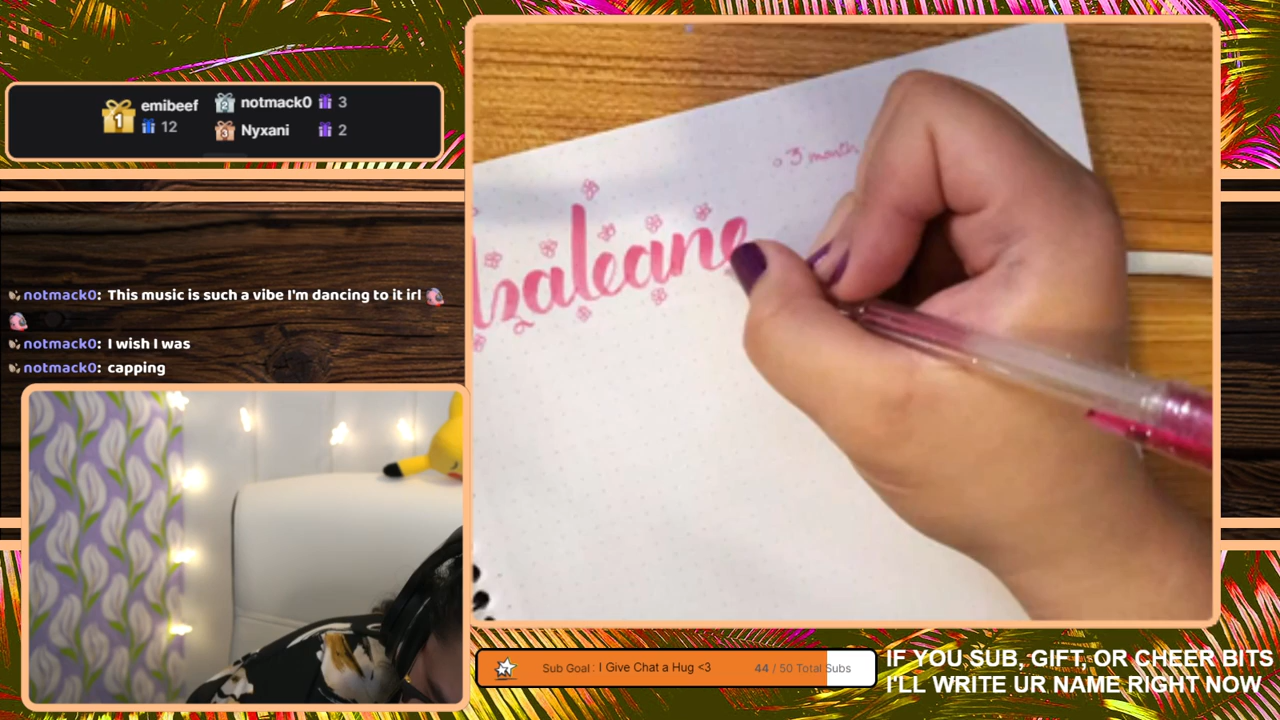 emibeef
12
notmack0 3
Nyxani 2
notmack0: This music is such a vibe I'm dancing to it irl
notmack0: I wish I was
notmack0: capping
3 month
Sub Goal: I Give Chat a Hug <3 44 / 50 Total Subs
IF YOU SUB, GIFT, OR CHEER BITS
I'LL WRITE UR NAME RIGHT NOW